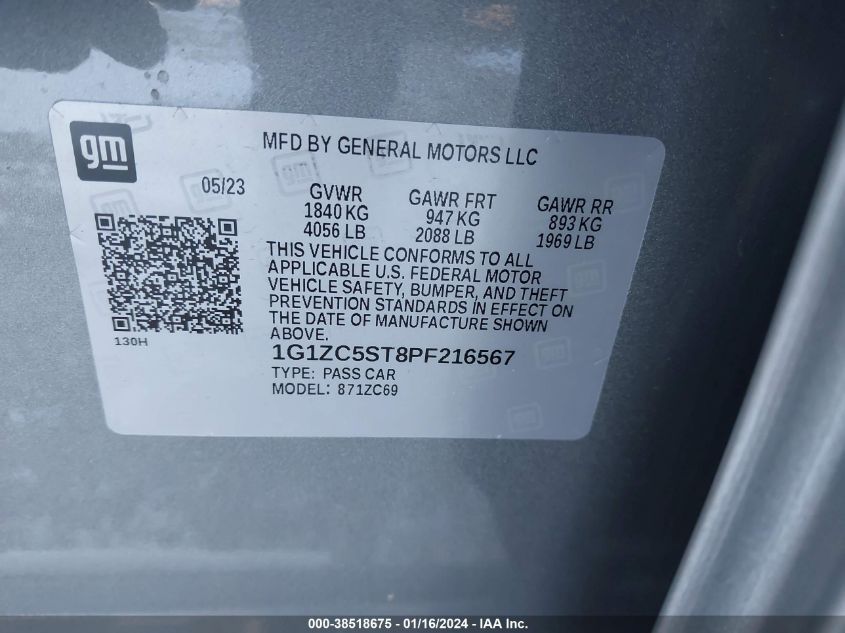 gm
MFD BY GENERAL MOTORS LLC
05/23
GVWR
1840 KG
4056 LB
GAWR FRT
947 KG
2088 LB
GAWR RR
893 KG
1969 LB
THIS VEHICLE CONFORMS TO ALL
APPLICABLE U.S. FEDERAL MOTOR
VEHICLE SAFETY, BUMPER, AND THEFT
PREVENTION STANDARDS IN EFFECT ON
THE DATE OF MANUFACTURE SHOWN
ABOVE.
130H
1G1ZC5ST8PF216567
TYPE: PASS CAR
MODEL: 871ZC69
000-38518675 - 01/16/2024 - IAA Inc.